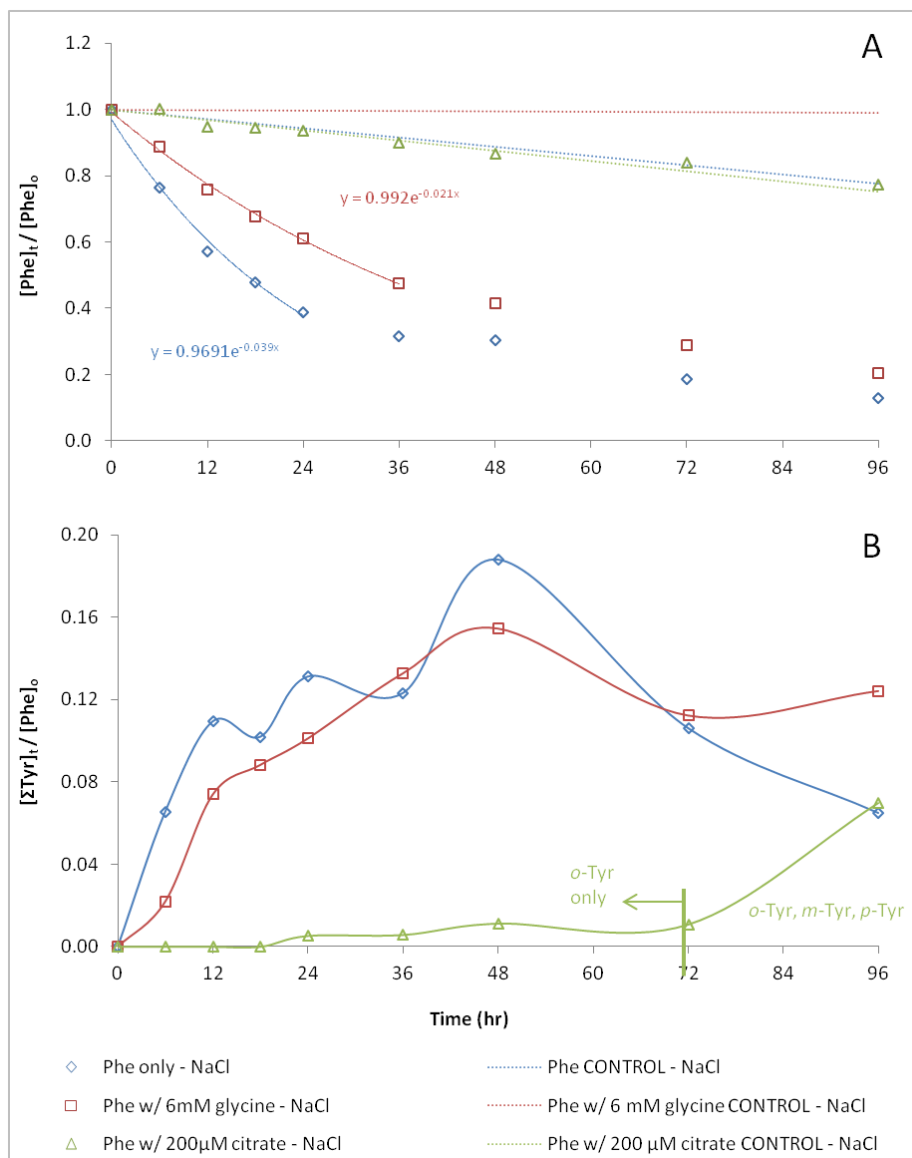 A
1.2
1.0
0.8
0.6
0.4
0.2
0.0
[Phe]t / [Phe]o
y = 0.992e-0.021x
y = 0.9691e-0.039x
0 12 24 36 48 60 72 84 96
B
0.20
0.16
0.12
0.08
0.04
0.00
[ΣTyr]t / [Phe]o
o-Tyr
only
o-Tyr, m-Tyr, p-Tyr
0 12 24 36 48 60 72 84 96
Time (hr)
Phe only - NaCl
Phe CONTROL - NaCl
Phe w/ 6mM glycine - NaCl
Phe w/ 6 mM glycine CONTROL - NaCl
Phe w/ 200μM citrate - NaCl
Phe w/ 200 μM citrate CONTROL - NaCl